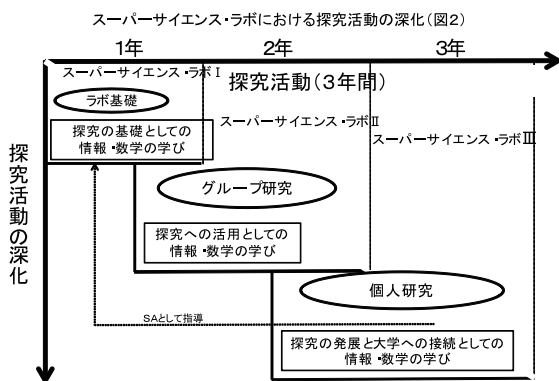 スーパーサイエンス・ラボにおける探究活動の深化(図2)
1年
2年
3年
スーパーサイエンス・ラボⅠ
探究活動(3年間)
ラボ基礎
スーパーサイエンス・ラボⅡ
スーパーサイエンス・ラボⅢ
探究の基礎としての
情報・数学の学び
探究活動の深化
グループ研究
探究への活用としての
情報・数学の学び
個人研究
SAとして指導
探究の発展と大学への接続としての
情報・数学の学び